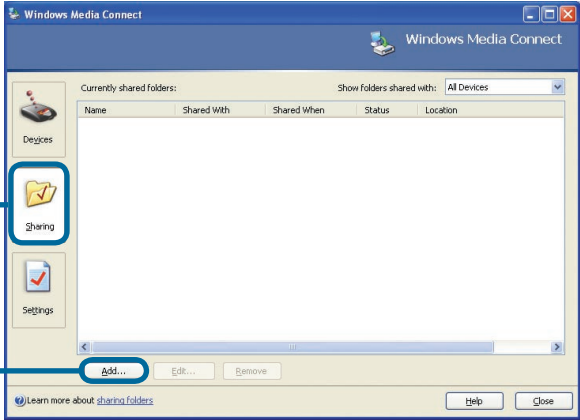 Windows Media Connect
Windows Media Connect
Currently shared folders:
Show folders shared with: All Devices
Name Shared With Shared When Status Location
Devices
Sharing
Settings
Add... Edit... Remove
Learn more about sharing folders
Help Close